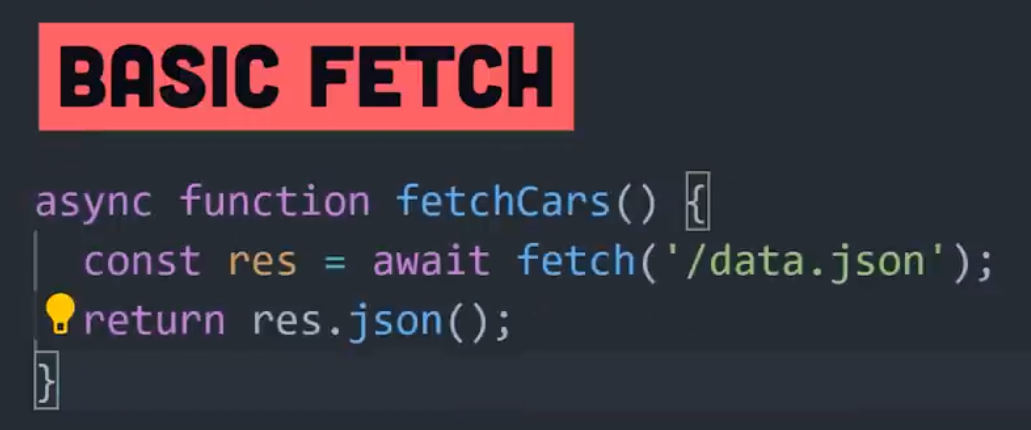 BASIC FETCH
async function fetchCars() {
  const res = await fetch('/data.json');
  return res.json();
}